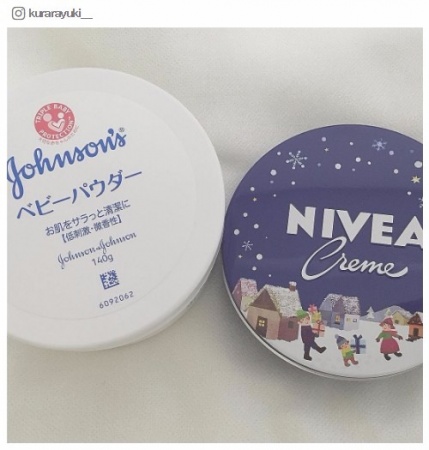 kurarayuki__
TRIPLE BABY
PROTECTION
Johnson's®
ベビーパウダー
お肌をサラっと清潔に
【低刺激・微香性】
Johnson & Johnson
140g
6092062
NIVEA
Creme